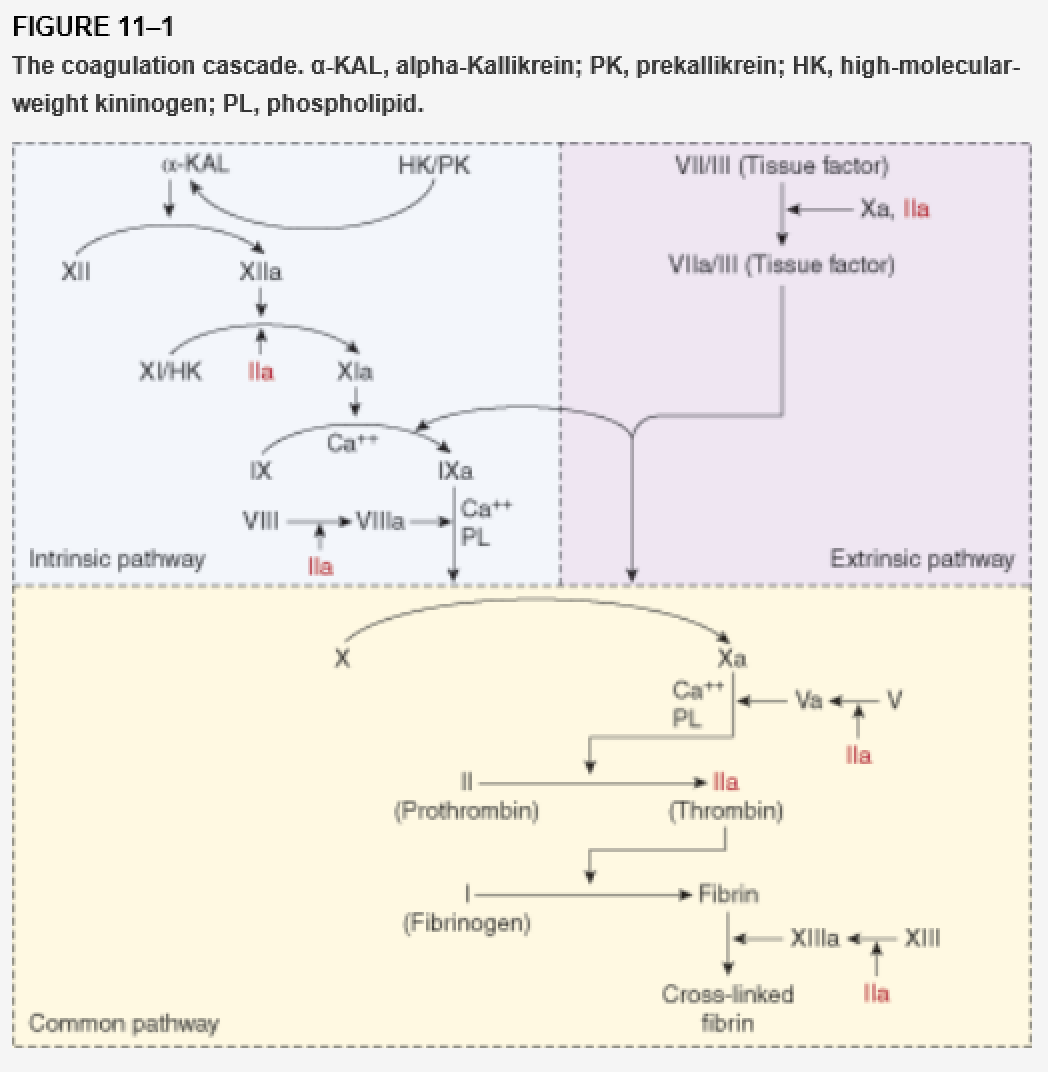 FIGURE 11–1
The coagulation cascade. α-KAL, alpha-Kallikrein; PK, prekallikrein; HK, high-molecular-
weight kininogen; PL, phospholipid.
α-KAL
HK/PK
XII
XIIa
XI/HK
IIa
XIa
Ca++
IX
IXa
VIII
VIIIa
Ca++
PL
IIa
Intrinsic pathway
VII/III (Tissue factor)
Xa, IIa
VIIa/III (Tissue factor)
Extrinsic pathway
X
Xa
Ca++
PL
Va
V
IIa
II
(Prothrombin)
IIa
(Thrombin)
I
(Fibrinogen)
Fibrin
XIIIa
XIII
IIa
Cross-linked
fibrin
Common pathway